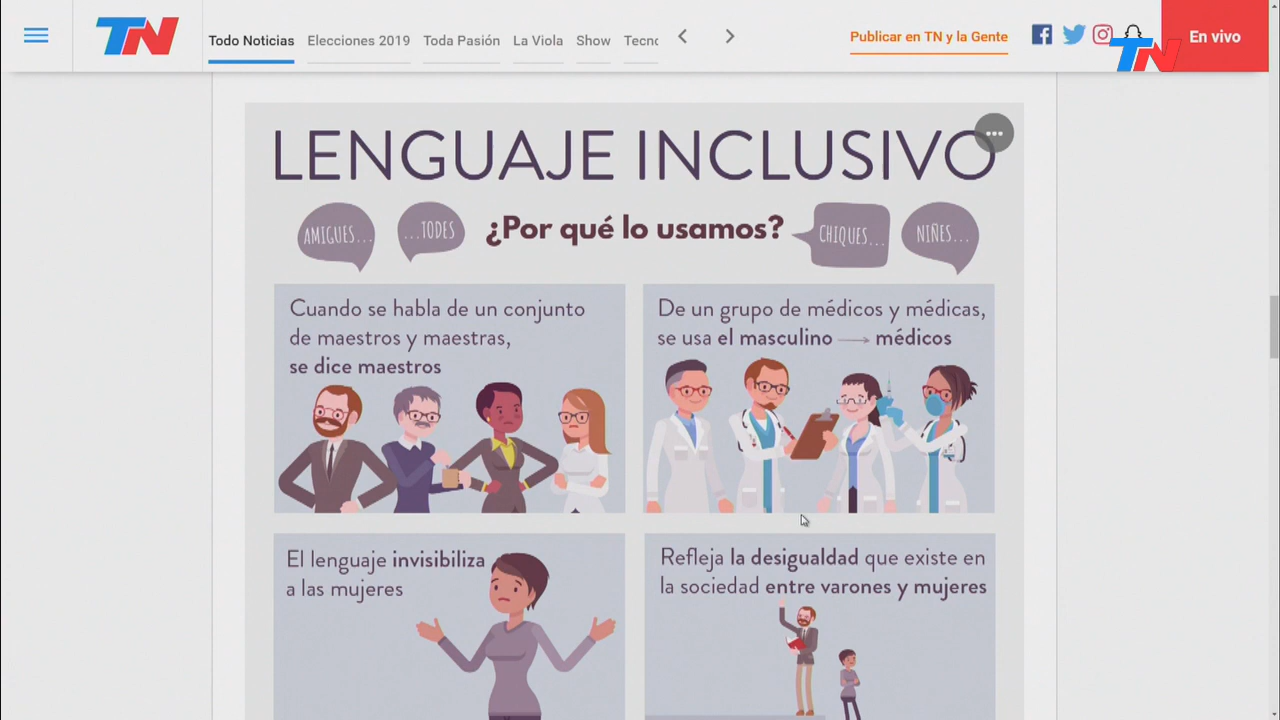 TN
Todo Noticias
Elecciones 2019
Toda Pasión
La Viola
Show
Tecno
Publicar en TN y la Gente
TN
En vivo
LENGUAJE INCLUSIVO
AMIGUES...
...TODES
¿Por qué lo usamos?
CHIQUES...
NIÑES...
Cuando se habla de un conjunto
de maestros y maestras,
se dice maestros
De un grupo de médicos y médicas,
se usa el masculino → médicos
El lenguaje invisibiliza
a las mujeres
Refleja la desigualdad que existe en
la sociedad entre varones y mujeres